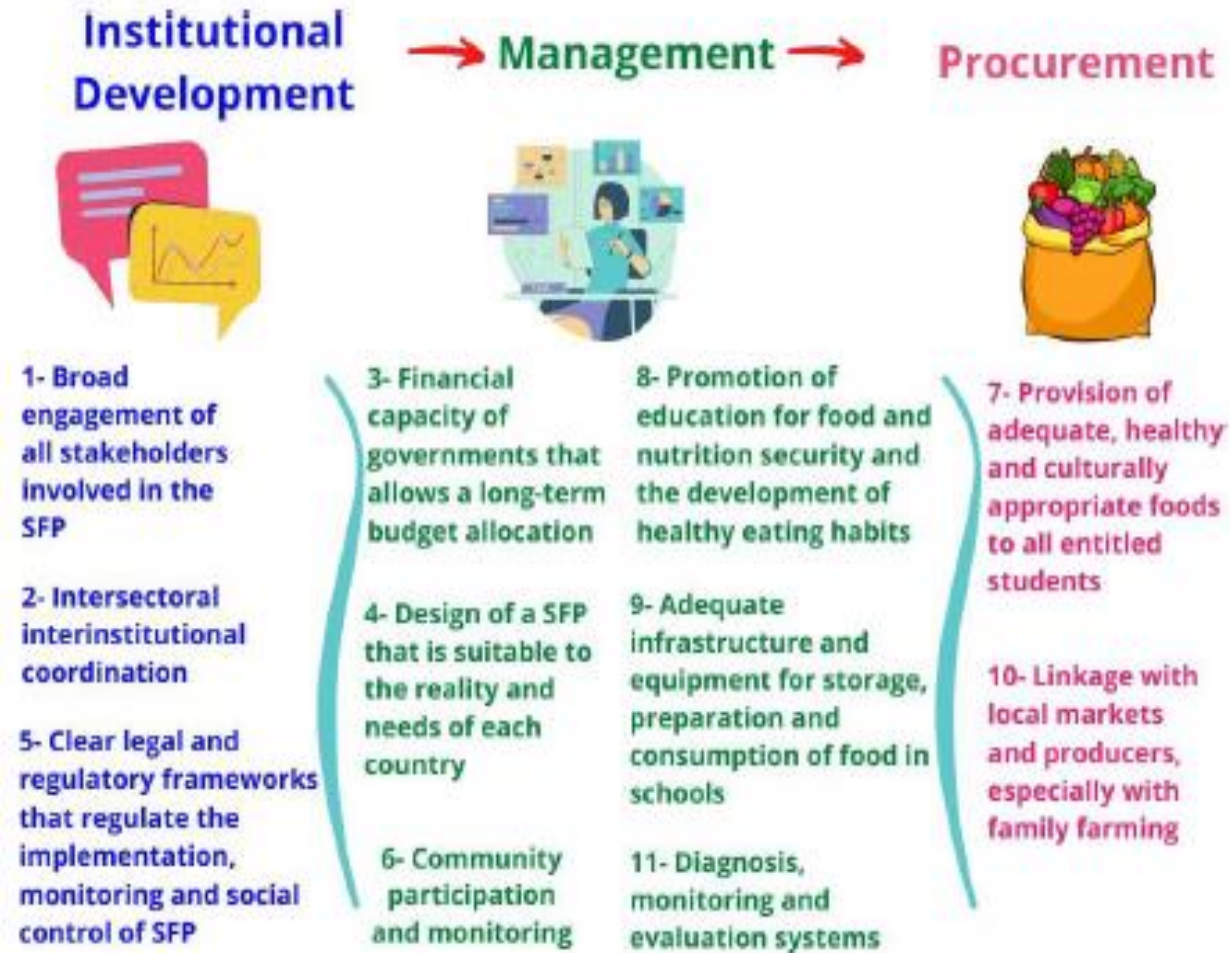 Institutional
Development
Management
Procurement
1- Broad
engagement of
all stakeholders
involved in the
SFP
2- Intersectoral
interinstitutional
coordination
5- Clear legal and
regulatory frameworks
that regulate the
implementation,
monitoring and social
control of SFP
3- Financial
capacity of
governments that
allows a long-term
budget allocation
4- Design of a SFP
that is suitable to
the reality and
needs of each
country
6- Community
participation
and monitoring
8- Promotion of
education for food and
nutrition security and
the development of
healthy eating habits
9- Adequate
infrastructure and
equipment for storage,
preparation and
consumption of food in
schools
11- Diagnosis,
monitoring and
evaluation systems
7- Provision of
adequate, healthy
and culturally
appropriate foods
to all entitled
students
10- Linkage with
local markets
and producers,
especially with
family farming